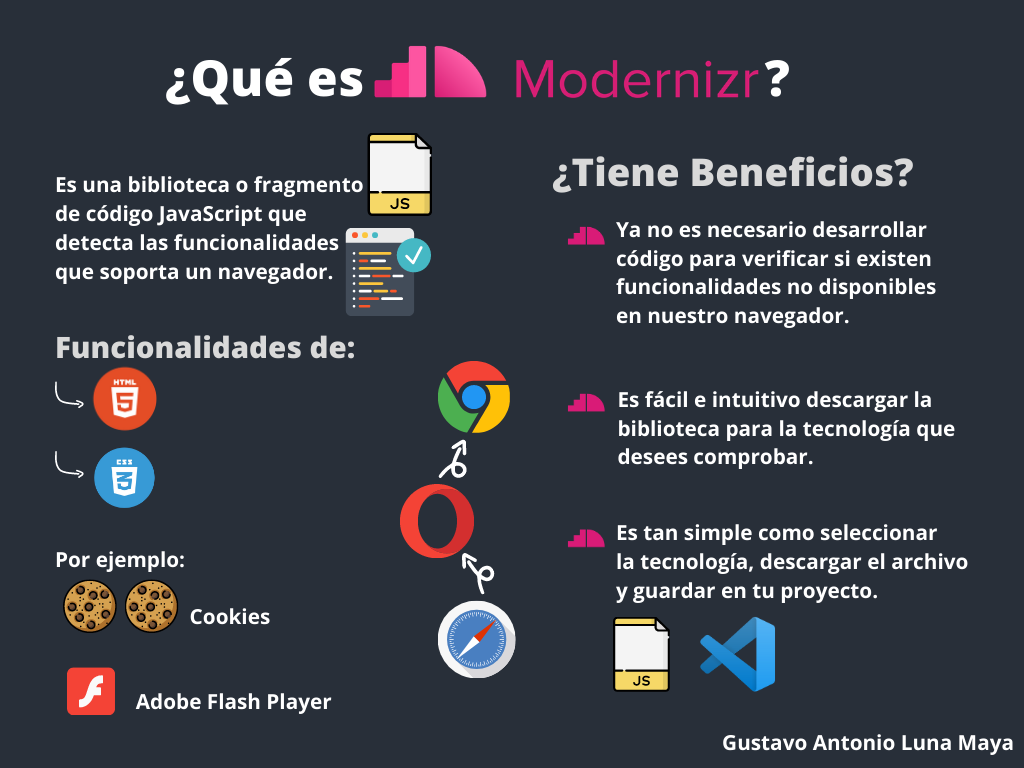 ¿Qué es Modernizr?
Es una biblioteca o fragmento
de código JavaScript que
detecta las funcionalidades
que soporta un navegador.
JS
Funcionalidades de:
HTML
5
CSS
3
Por ejemplo:
Cookies
Adobe Flash Player
¿Tiene Beneficios?
Ya no es necesario desarrollar
código para verificar si existen
funcionalidades no disponibles
en nuestro navegador.
Es fácil e intuitivo descargar la
biblioteca para la tecnología que
desees comprobar.
Es tan simple como seleccionar
la tecnología, descargar el archivo
y guardar en tu proyecto.
JS
Gustavo Antonio Luna Maya